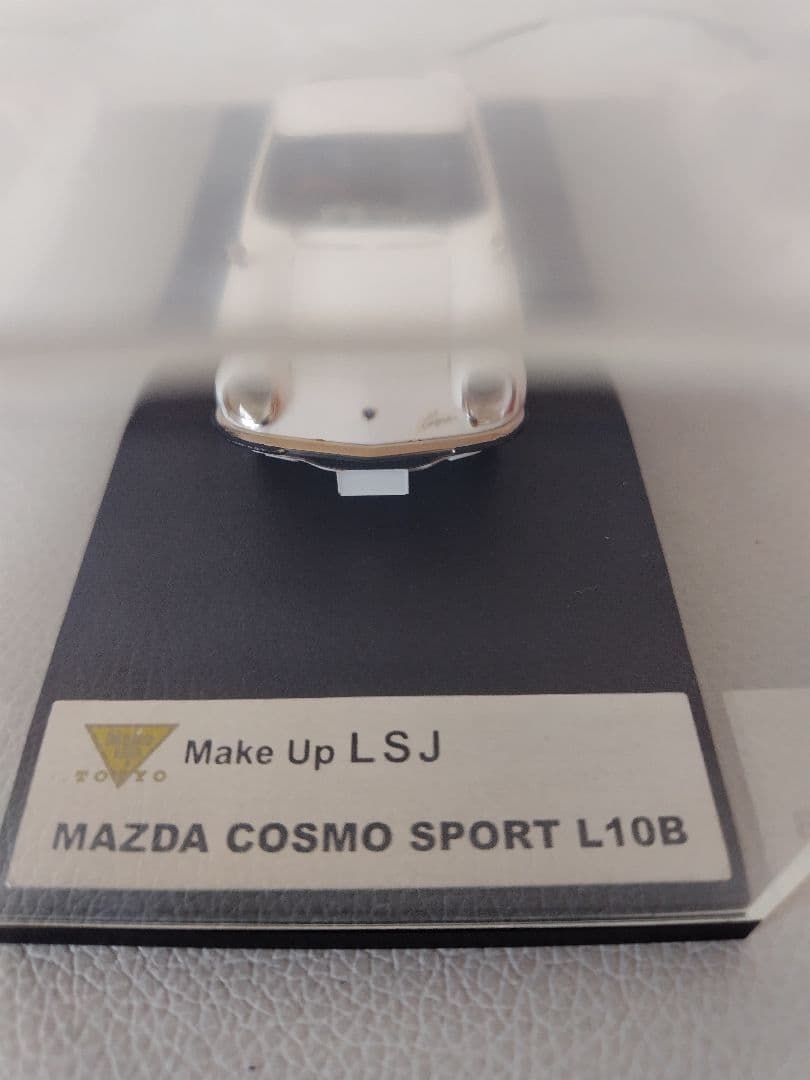 Make Up LSJ
TOKYO
MAZDA COSMO SPORT L10B